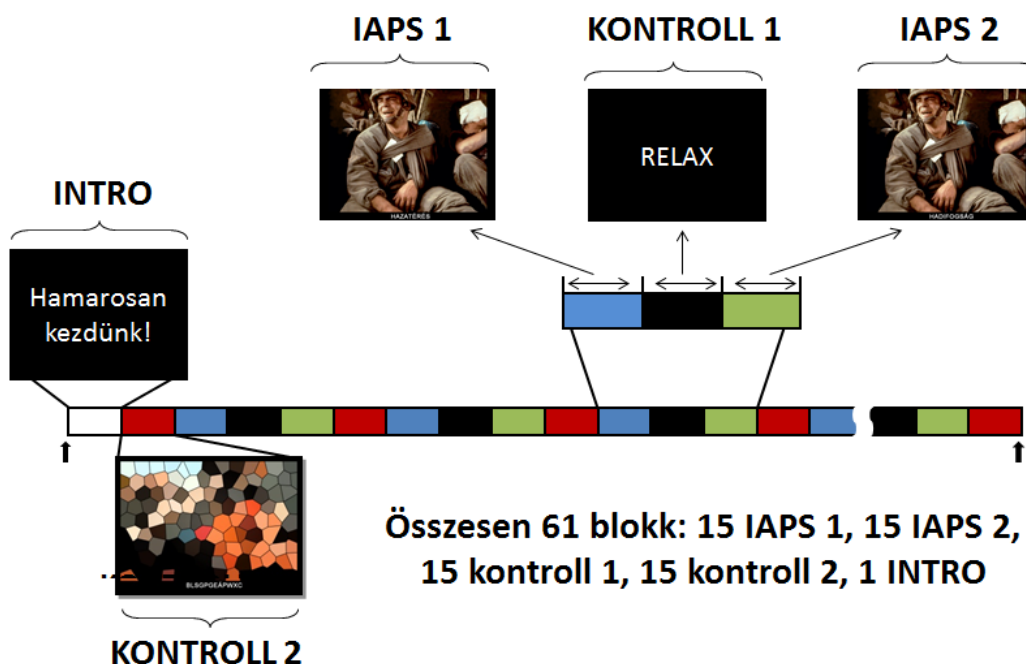 IAPS 1
KONTROLL 1
IAPS 2
HAZATÉRÉS
RELAX
HADIFOGSÁG
INTRO
Hamarosan
kezdünk!
BLSGPGEÁPWXC
KONTROLL 2
Összesen 61 blokk: 15 IAPS 1, 15 IAPS 2,
15 kontroll 1, 15 kontroll 2, 1 INTRO